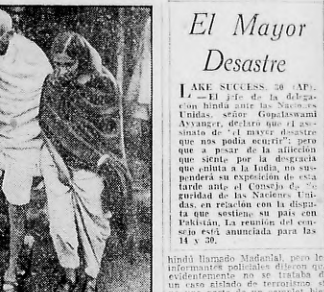 El Mayor
Desastre
LAKE SUCCESS, 30 (AP).
—El jefe de la delega-
ción hindú ante las Naciones
Unidas, señor Gopalaswami
Ayyanger, declaró que el ase-
sinato de "el mayor desastre
que nos podía ocurrir"; pero
que a pesar de la aflicción
que siente por la desgracia
que enluta a la India, no sus-
penderá su exposición de esta
tarde ante el Consejo de Se-
guridad de las Naciones Uni-
das, en relación con la dispu-
ta que sostiene su país con
Pakistán. La reunión del con-
sejo está anunciada para las
14 y 30.
hindú llamado Madanlal, pero lo
informantes policiales dijeron qu
evidentemente no se trataba d
un caso aislado de terrorismo, s